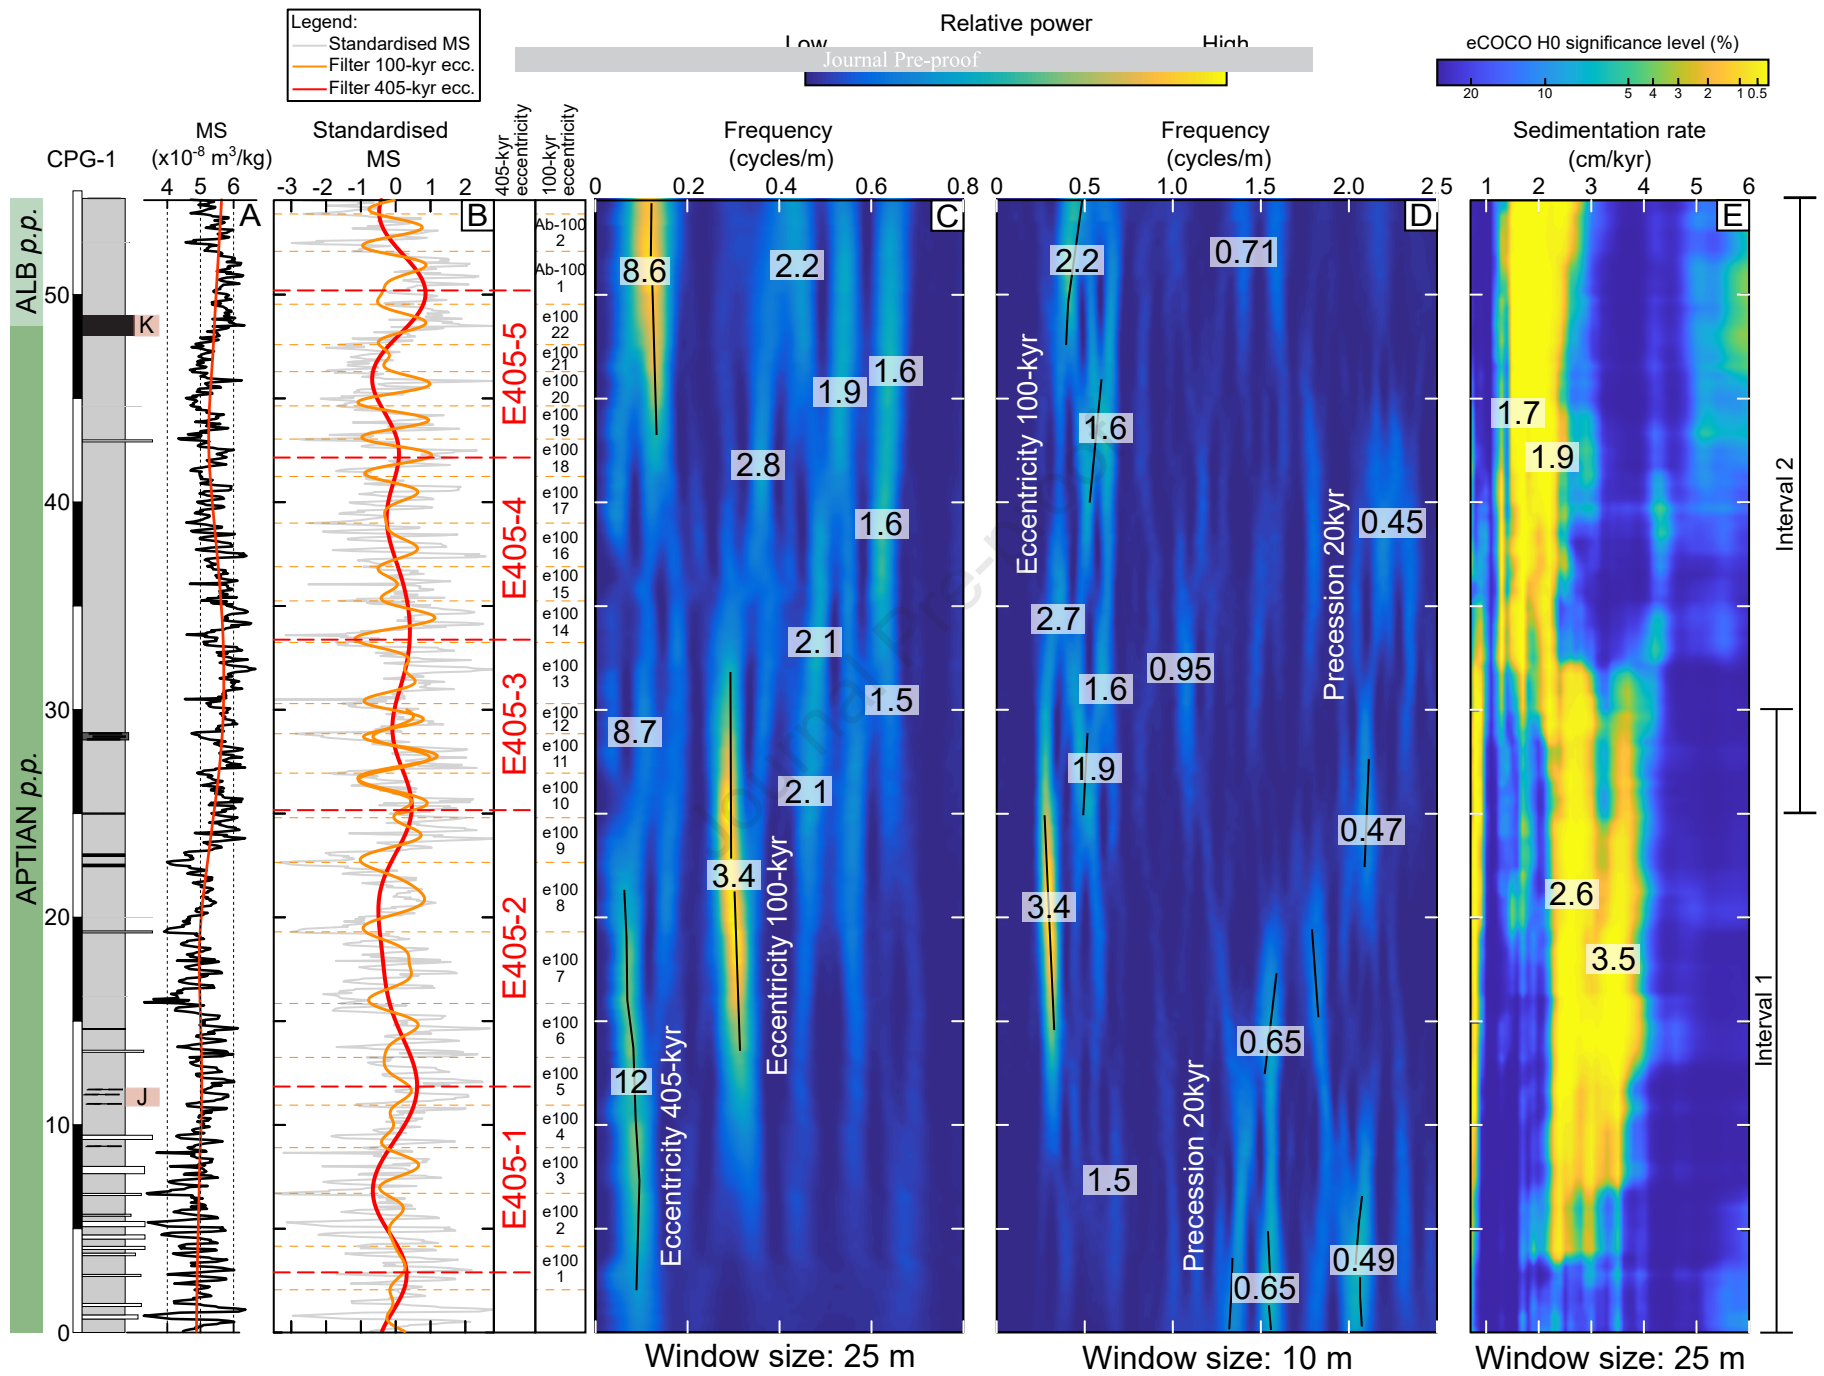 Legend:
Standardised MS
Filter 100-kyr ecc.
Filter 405-kyr ecc.
Relative power
Low
High
Journal Pre-proof
eCOCO H0 significance level (%)
20 10 5 4 3 2 1 0.5
CPG-1
MS
(x10-8 m3/kg)
4 5 6
Standardised
MS
-3 -2 -1 0 1 2
405-kyr
eccentricity
100-kyr
eccentricity
Frequency
(cycles/m)
0 0.2 0.4 0.6 0.8
Frequency
(cycles/m)
0 0.5 1.0 1.5 2.0 2.5
Sedimentation rate
(cm/kyr)
1 2 3 4 5 6
A
B
C
D
E
ALB p.p.
APTIAN p.p.
50
40
30
20
10
0
K
J
E405-5
E405-4
E405-3
E405-2
E405-1
Ab-100
2
Ab-100
1
e100
22
e100
21
e100
20
e100
19
e100
18
e100
17
e100
16
e100
15
e100
14
e100
13
e100
12
e100
11
e100
10
e100
9
e100
8
e100
7
e100
6
e100
5
e100
4
e100
3
e100
2
e100
1
8.6
2.2
1.6
1.9
2.8
1.6
2.1
1.5
8.7
2.1
3.4
12
Eccentricity 100-kyr
Eccentricity 405-kyr
Window size: 25 m
2.2
0.71
1.6
0.45
2.7
0.95
1.6
1.9
0.47
3.4
0.65
1.5
0.49
0.65
Eccentricity 100-kyr
Precession 20kyr
Precession 20kyr
Window size: 10 m
1.7
1.9
2.6
3.5
Window size: 25 m
Interval 2
Interval 1
Journal Pre-proof